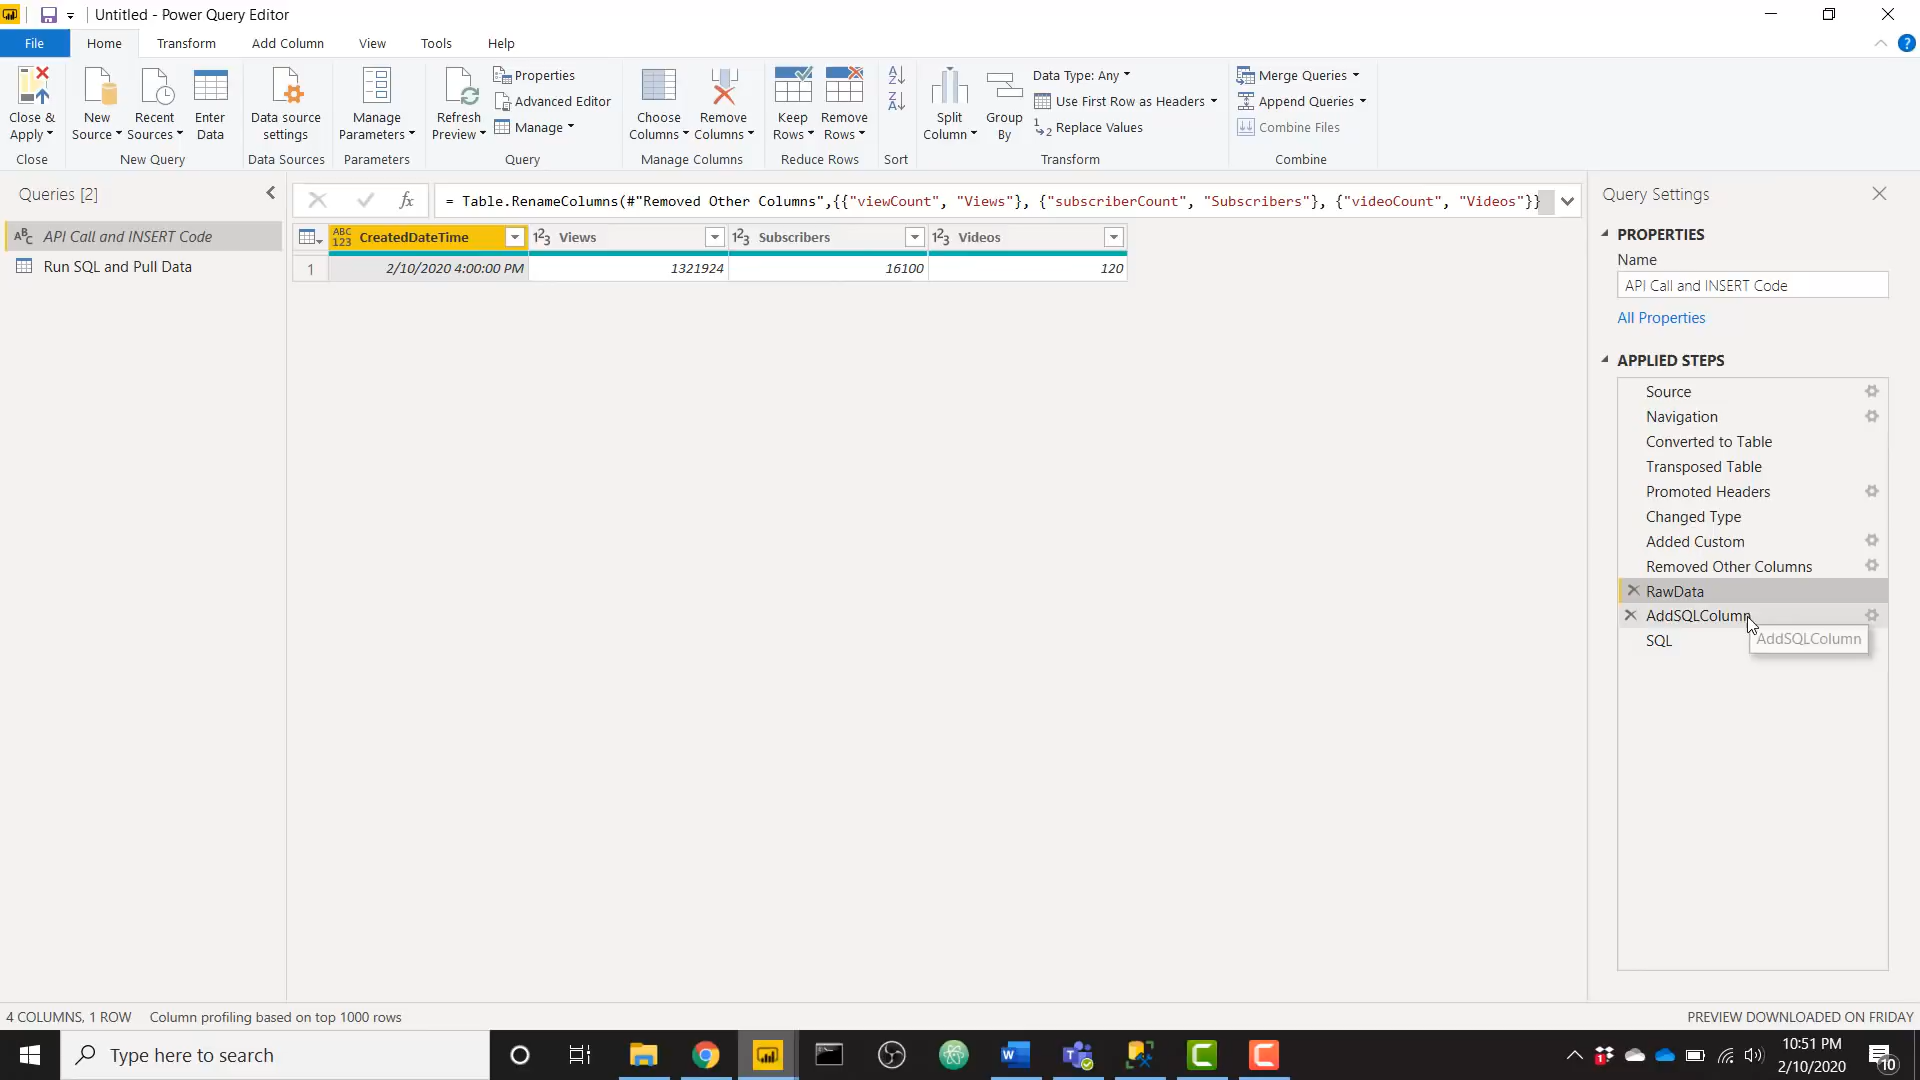 Untitled - Power Query Editor
File Home Transform Add Column View Tools Help
Close & Apply
Close
New Source
Recent Sources
Enter Data
New Query
Data source settings
Data Sources
Manage Parameters
Parameters
Refresh Preview
Properties
Advanced Editor
Manage
Query
Choose Columns
Remove Columns
Manage Columns
Keep Rows
Remove Rows
Reduce Rows
Sort
Split Column
Group By
Data Type: Any
Use First Row as Headers
Replace Values
Transform
Merge Queries
Append Queries
Combine Files
Combine
Queries [2]
API Call and INSERT Code
Run SQL and Pull Data
= Table.RenameColumns(#"Removed Other Columns",{{"viewCount", "Views"}, {"subscriberCount", "Subscribers"}, {"videoCount", "Videos"}}
CreatedDateTime Views Subscribers Videos
1 2/10/2020 4:00:00 PM 1321924 16100 120
Query Settings
PROPERTIES
Name
API Call and INSERT Code
All Properties
APPLIED STEPS
Source
Navigation
Converted to Table
Transposed Table
Promoted Headers
Changed Type
Added Custom
Removed Other Columns
RawData
AddSQLColumn
AddSQLColumn
SQL
4 COLUMNS, 1 ROW Column profiling based on top 1000 rows
PREVIEW DOWNLOADED ON FRIDAY
Type here to search
10:51 PM
2/10/2020
10